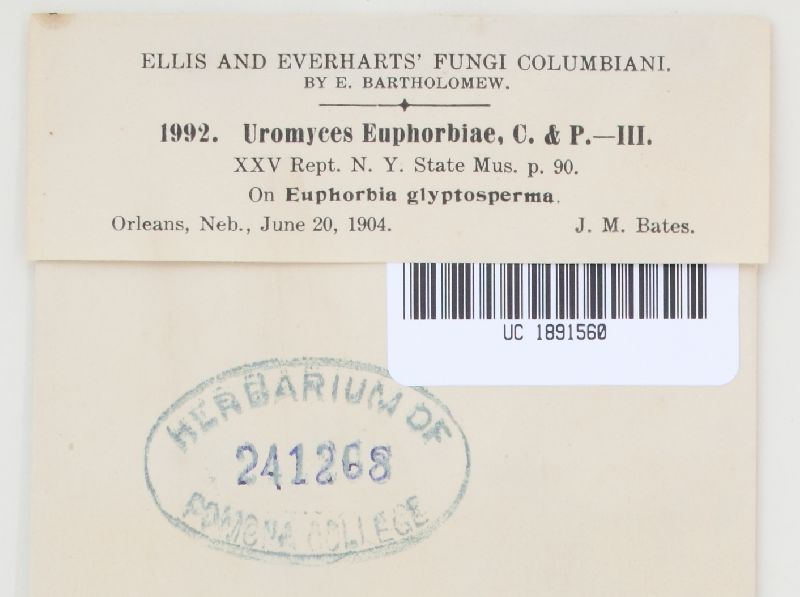 ELLIS AND EVERHARTS' FUNGI COLUMBIANI.
BY E. BARTHOLOMEW.
1992. Uromyces Euphorbiae, C. & P.—III.
XXV Rept. N. Y. State Mus. p. 90.
On Euphorbia glyptosperma.
Orleans, Neb., June 20, 1904. J. M. Bates.
UC 1891560
HERBARIUM OF
241268
POMONA COLLEGE